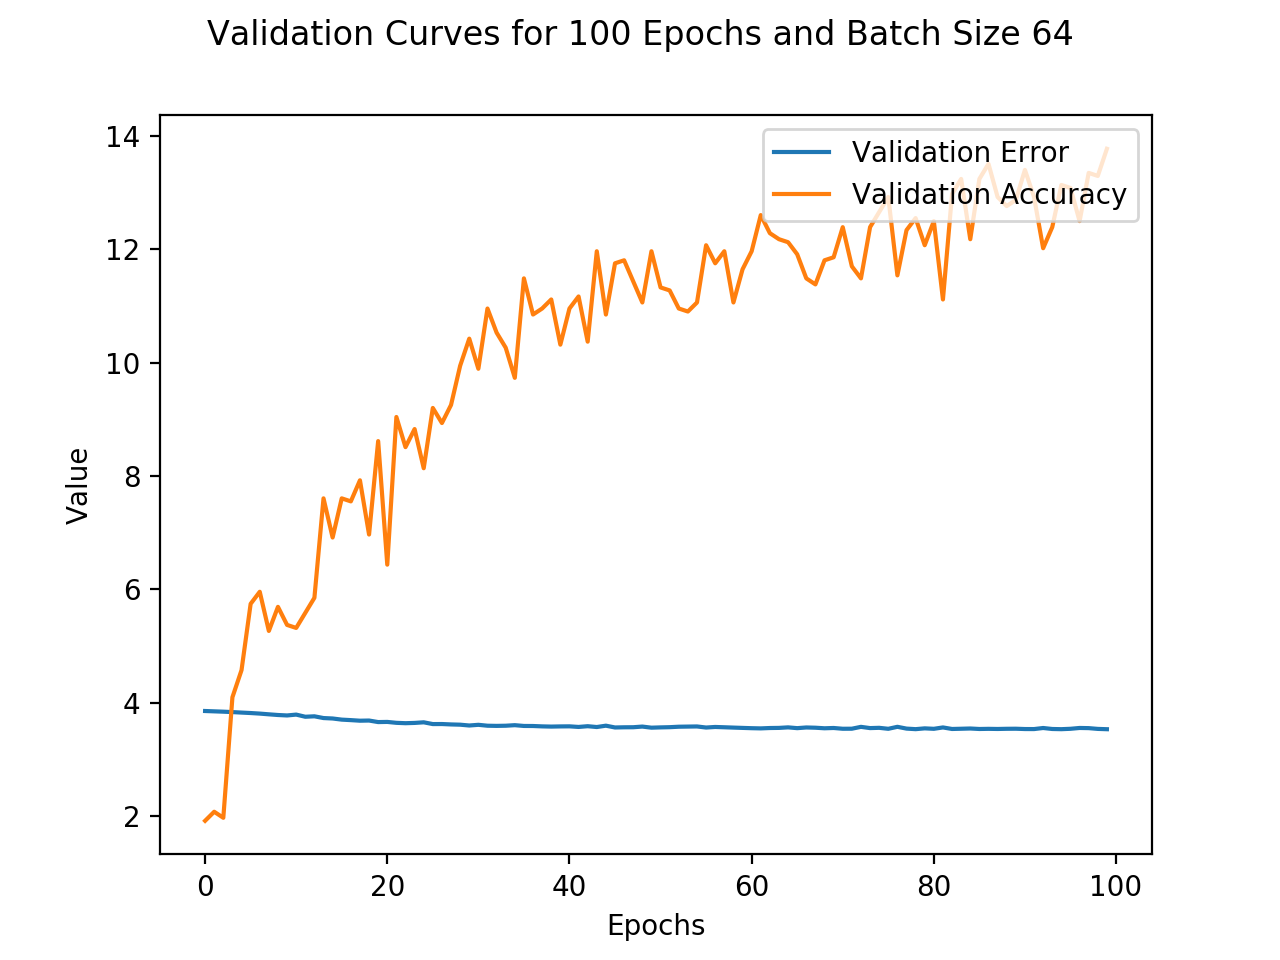 Validation Curves for 100 Epochs and Batch Size 64
14
12
10
8
6
4
2
Value
Validation Error
Validation Accuracy
0 20 40 60 80 100
Epochs